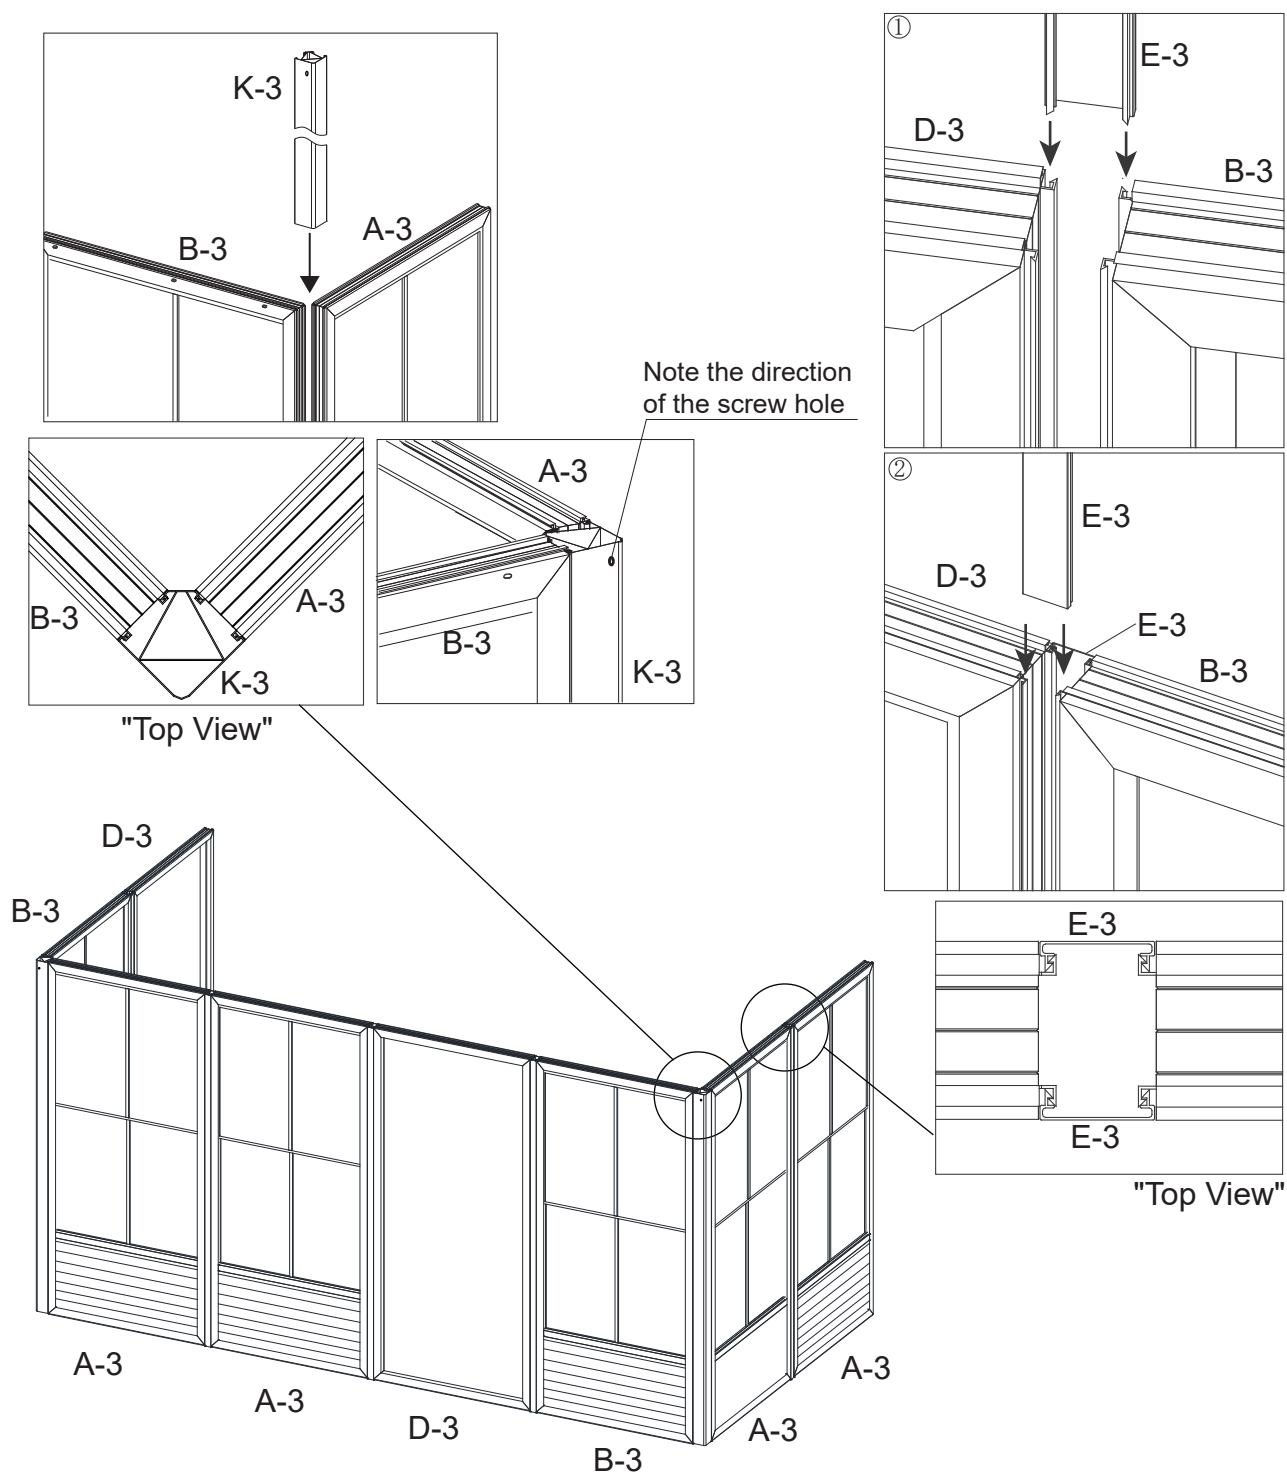 K-3
B-3
A-3
Note the direction
of the screw hole
B-3
A-3
K-3
"Top View"
A-3
B-3
K-3
①
E-3
D-3
B-3
②
E-3
D-3
E-3
B-3
E-3
E-3
"Top View"
D-3
B-3
A-3
A-3
D-3
B-3
A-3
A-3